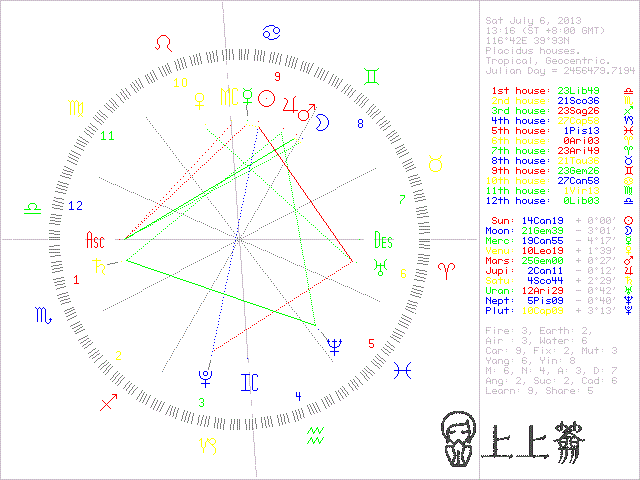 Sat July 6, 2013
13:16 (ST +8:00 GMT)
116°42E 39°93N
Placidus houses.
Tropical, Geocentric.
Julian Day = 2456479.7194
1st house: 23Lib49
2nd house: 21Sco36
3rd house: 23Sag26
4th house: 27Cap58
5th house: 1Pis13
6th house: 0Ari03
7th house: 23Ari49
8th house: 21Tau36
9th house: 23Gem26
10th house: 27Can58
11th house: 1Vir13
12th house: 0Lib03
Sun: 14Can19 + 0°00'
Moon: 21Gem39 - 3°01'
Merc: 19Can55 - 4°17'
Venu: 10Leo19 + 1°39'
Mars: 25Gem00 + 0°27'
Jupi: 2Can11 - 0°12'
Satu: 4Sco44 + 2°29'
Uran: 12Ari29 - 0°42'
Nept: 5Pis09 - 0°40'
Plut: 10Cap03 + 3°13'
Fire: 3, Earth: 2,
Air : 3, Water: 6
Car: 9, Fix: 2, Mut: 3
Yang: 6, Yin: 8
M: 6, N: 4, A: 3, D: 7
Ang: 2, Suc: 2, Cad: 6
Learn: 9, Share: 5
9
10
MC
8
11
12
7
Asc
Des
1
6
2
5
3
IC
4
上上